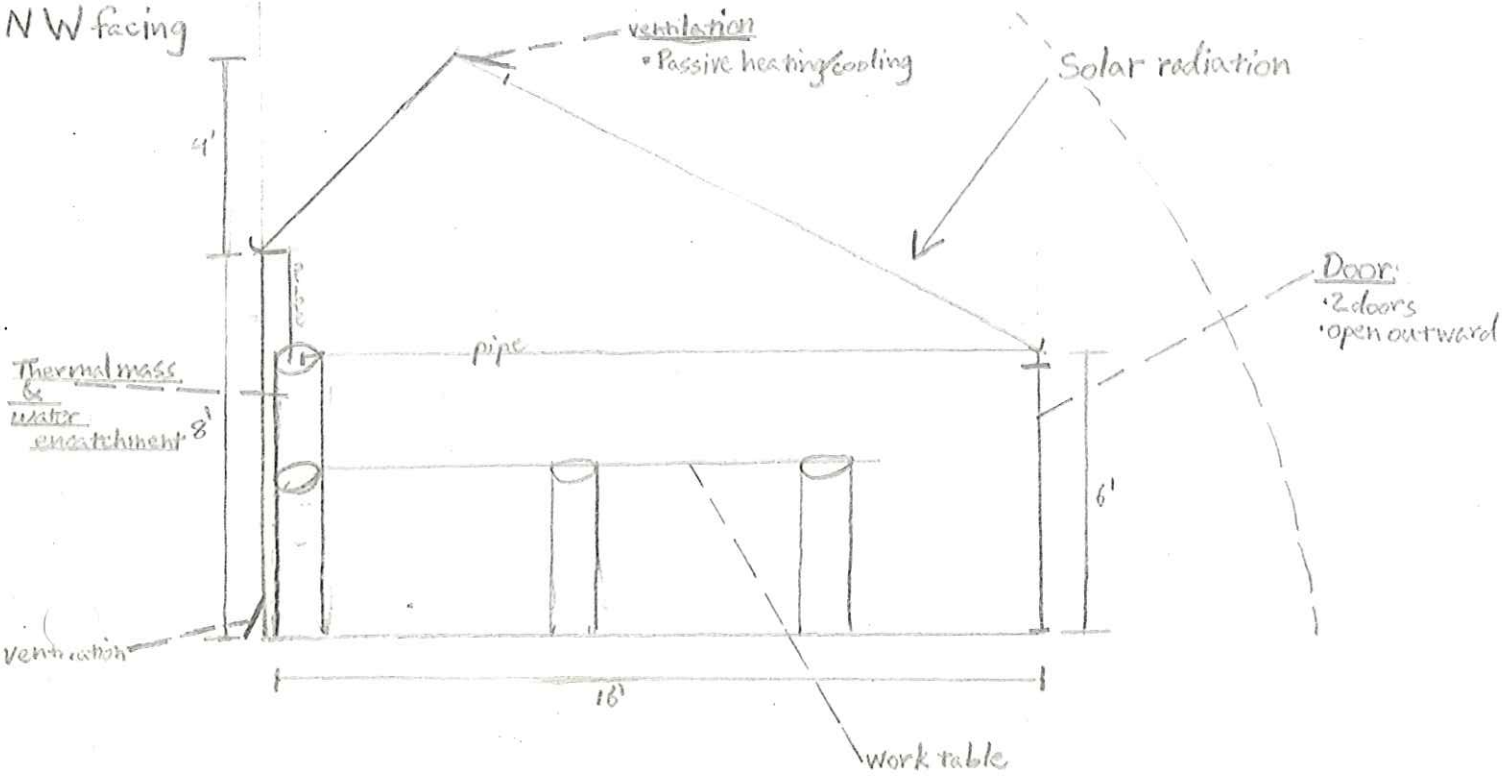 NW facing
ventilation
• Passive heating/cooling
Solar radiation
4'
Door:
• 2 doors
• open outward
pipe
pipe
Thermal mass
&
water
encatchment
8'
6'
ventilation
16'
work table